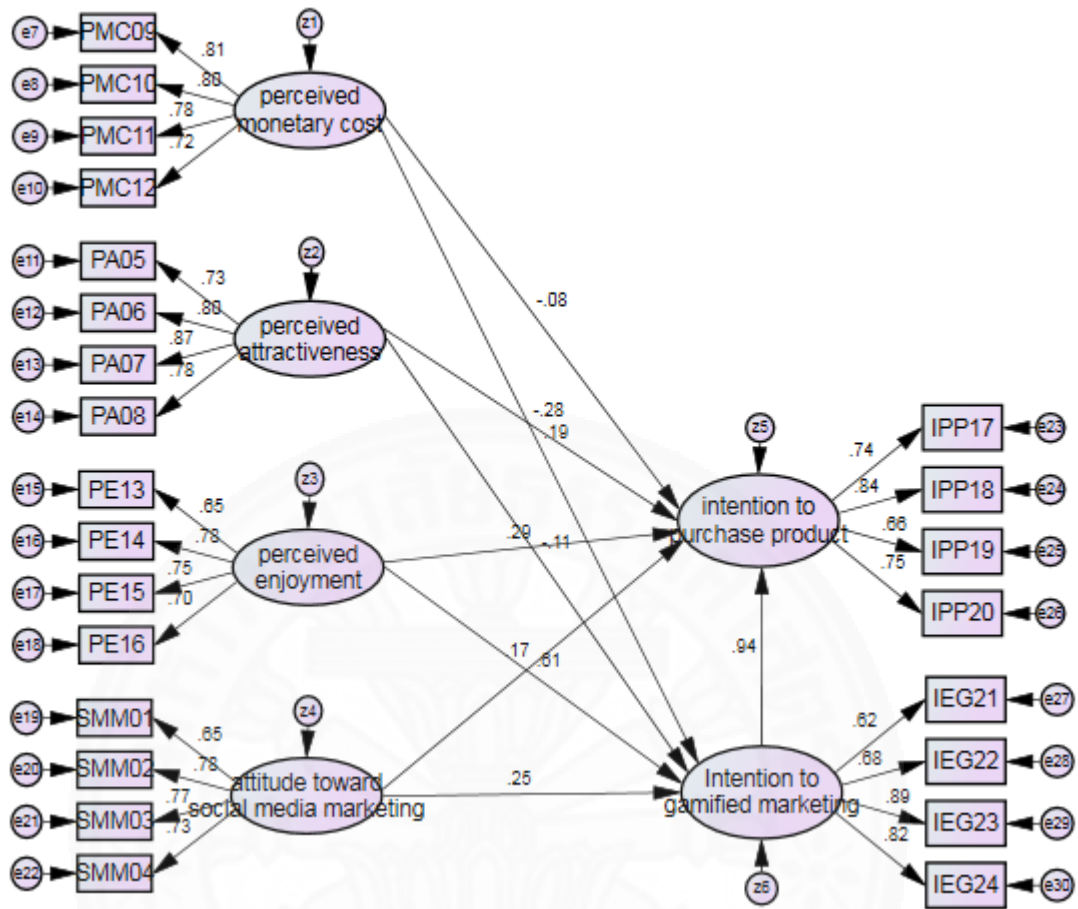 e7
PMC09
.81
z1
e8
PMC10
.80
perceived
monetary cost
e9
PMC11
.78
e10
PMC12
.72
e11
PA05
.73
z2
e12
PA06
.80
perceived
attractiveness
e13
PA07
.87
e14
PA08
.78
-.08
-.28
.19
e15
PE13
.65
z3
e16
PE14
.78
perceived
enjoyment
e17
PE15
.75
e18
PE16
.70
.29
-.11
.17
.61
e19
SMM01
.65
z4
e20
SMM02
.78
attitude toward
social media marketing
e21
SMM03
.77
e22
SMM04
.73
.25
.94
z5
intention to
purchase product
.74
IPP17
e23
.84
IPP18
e24
.66
IPP19
e25
.75
IPP20
e26
Intention to
gamified marketing
z6
.62
IEG21
e27
.68
IEG22
e28
.89
IEG23
e29
.82
IEG24
e30